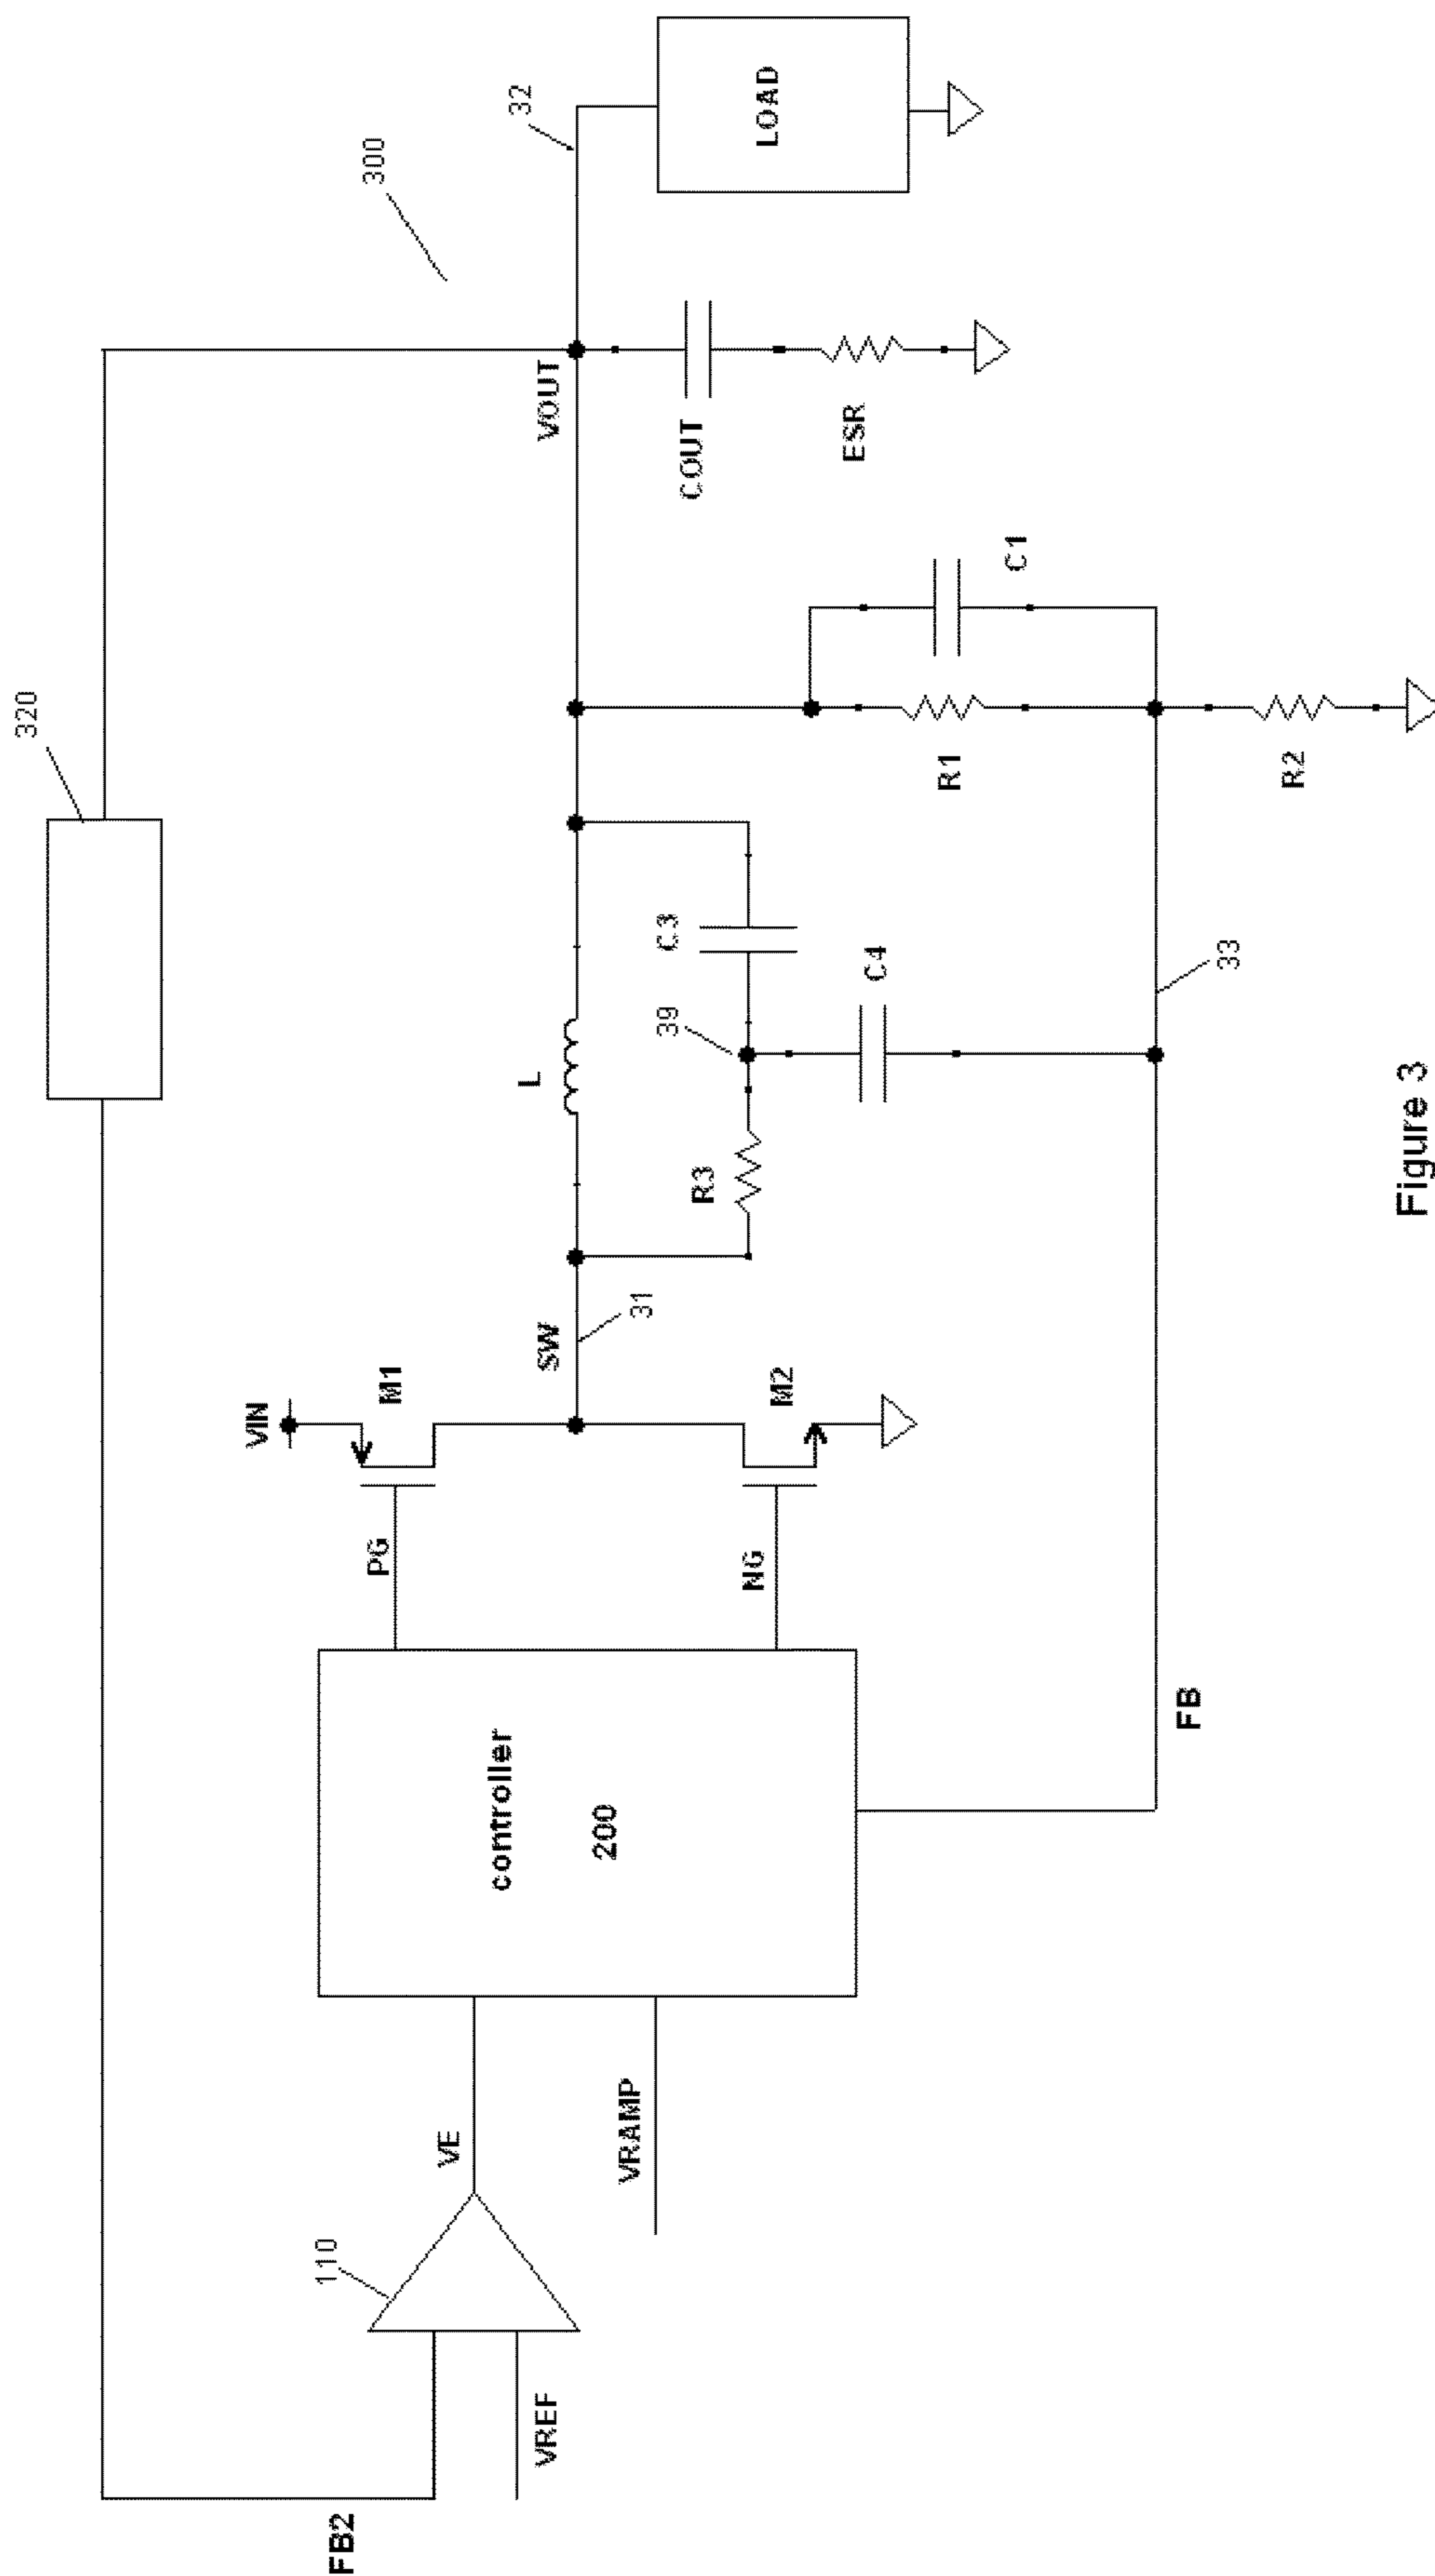 320
300
32
FB2
VREF
110
VE
VRAMP
controller
200
PG
NG
VIN
M1
M2
SW
31
L
R3
39
C3
C4
VOUT
COUT
ESR
LOAD
R1
C1
R2
33
FB
Figure 3